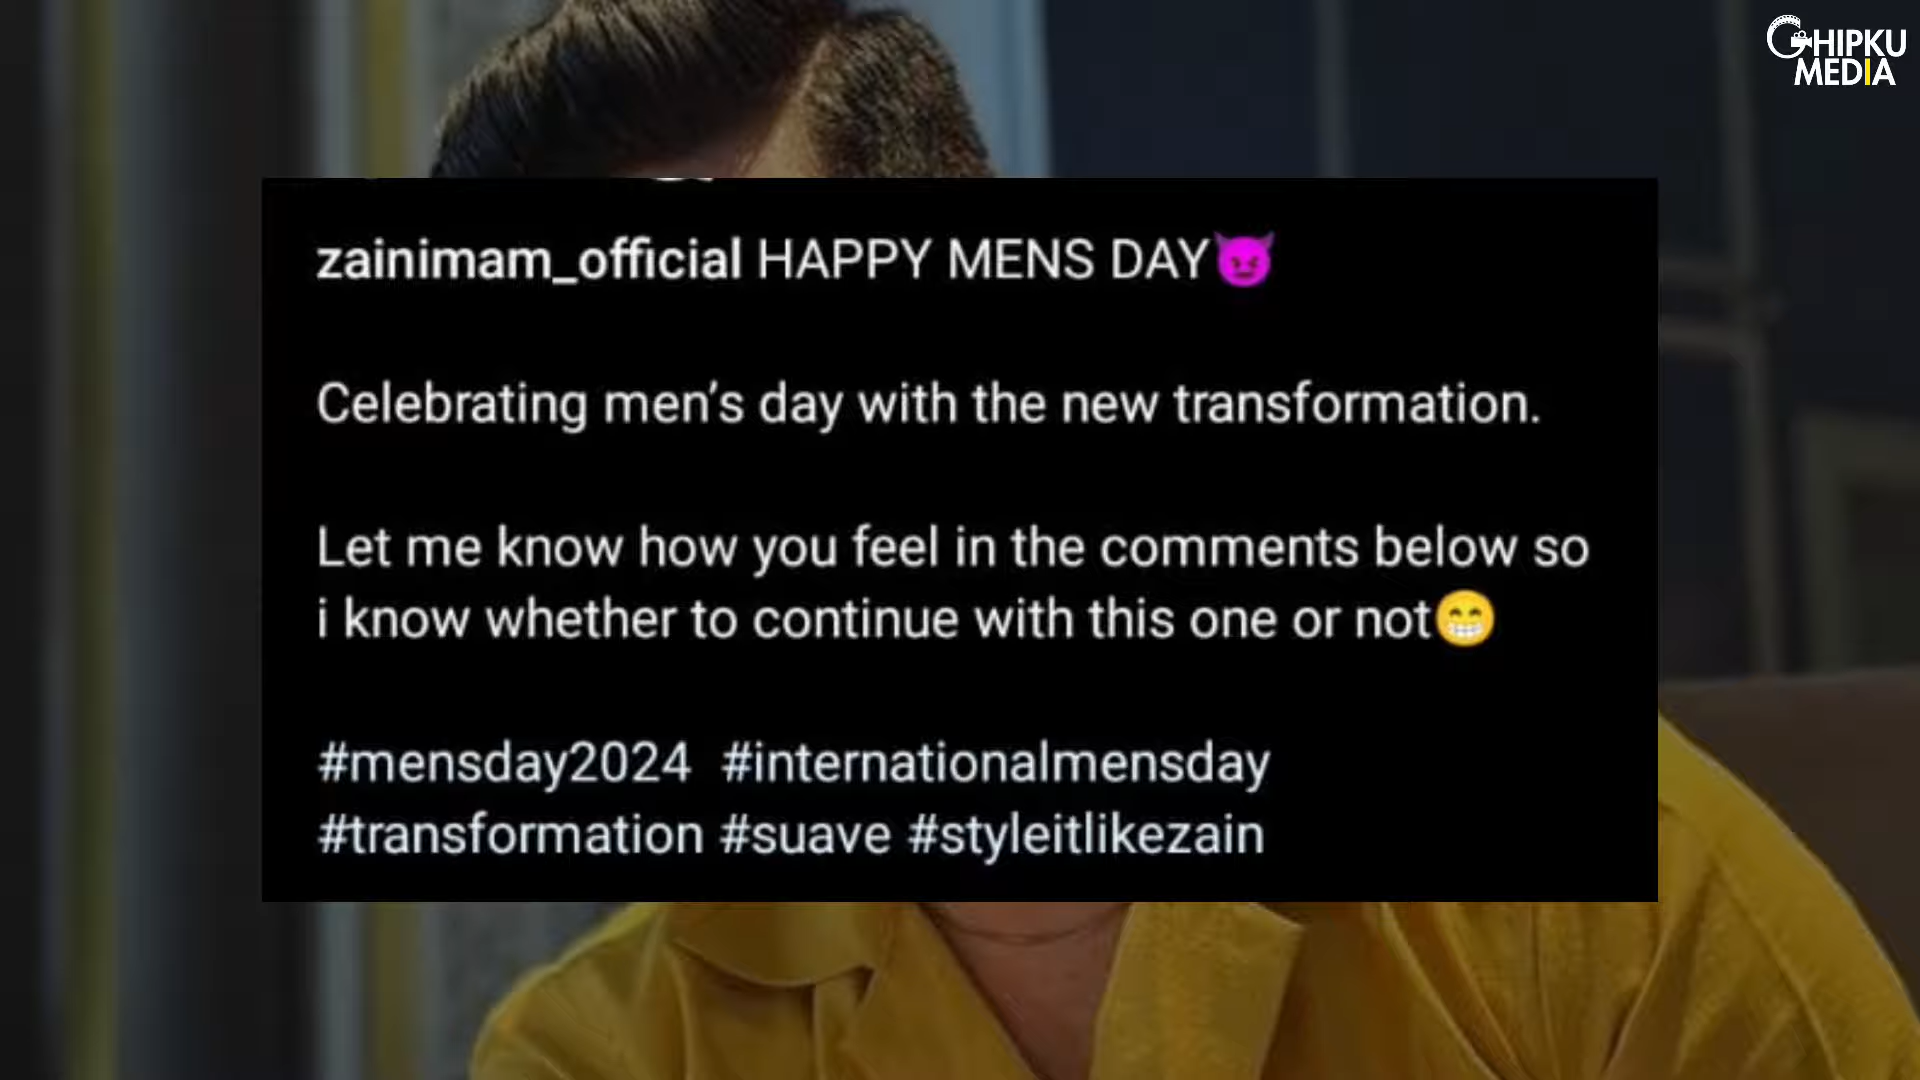 GHIPKU
MEDIA
zainimam_official HAPPY MENS DAY😈
Celebrating men’s day with the new transformation.
Let me know how you feel in the comments below so
i know whether to continue with this one or not😁
#mensday2024 #internationalmensday
#transformation #suave #styleitlikezain